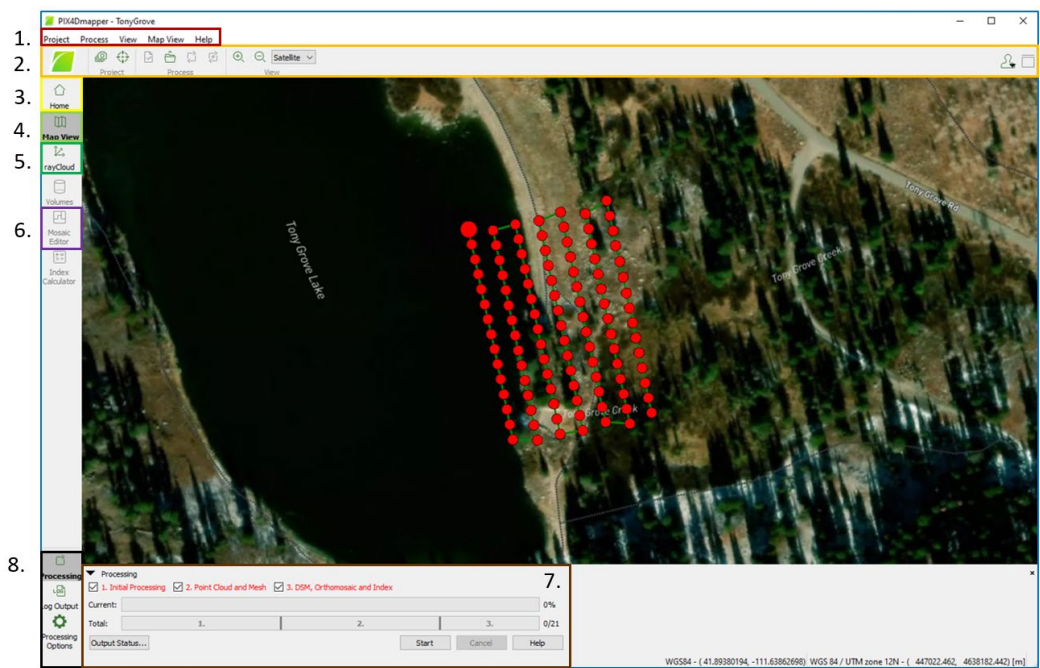 PIX4Dmapper - TonyGrove
1.
Project Process View Map View Help
2.
Satellite
Project Process View
3.
Home
4.
Map View
5.
rayCloud
Volumes
6.
Mosaic
Editor
Index
Calculator
Tony Grove Lake
Tony Grove Rd
Tony Grove Creek
Tony Grove Creek
8.
Processing
LOG
Log Output
Processing
Options
Processing
7.
1. Initial Processing 2. Point Cloud and Mesh 3. DSM, Orthomosaic and Index
Current: 0%
Total: 1. 2. 3. 0/21
Output Status... Start Cancel Help
WGS84 - ( 41.89380194, -111.63862698) WGS 84 / UTM zone 12N - ( 447022.462, 4638182.442) [m]